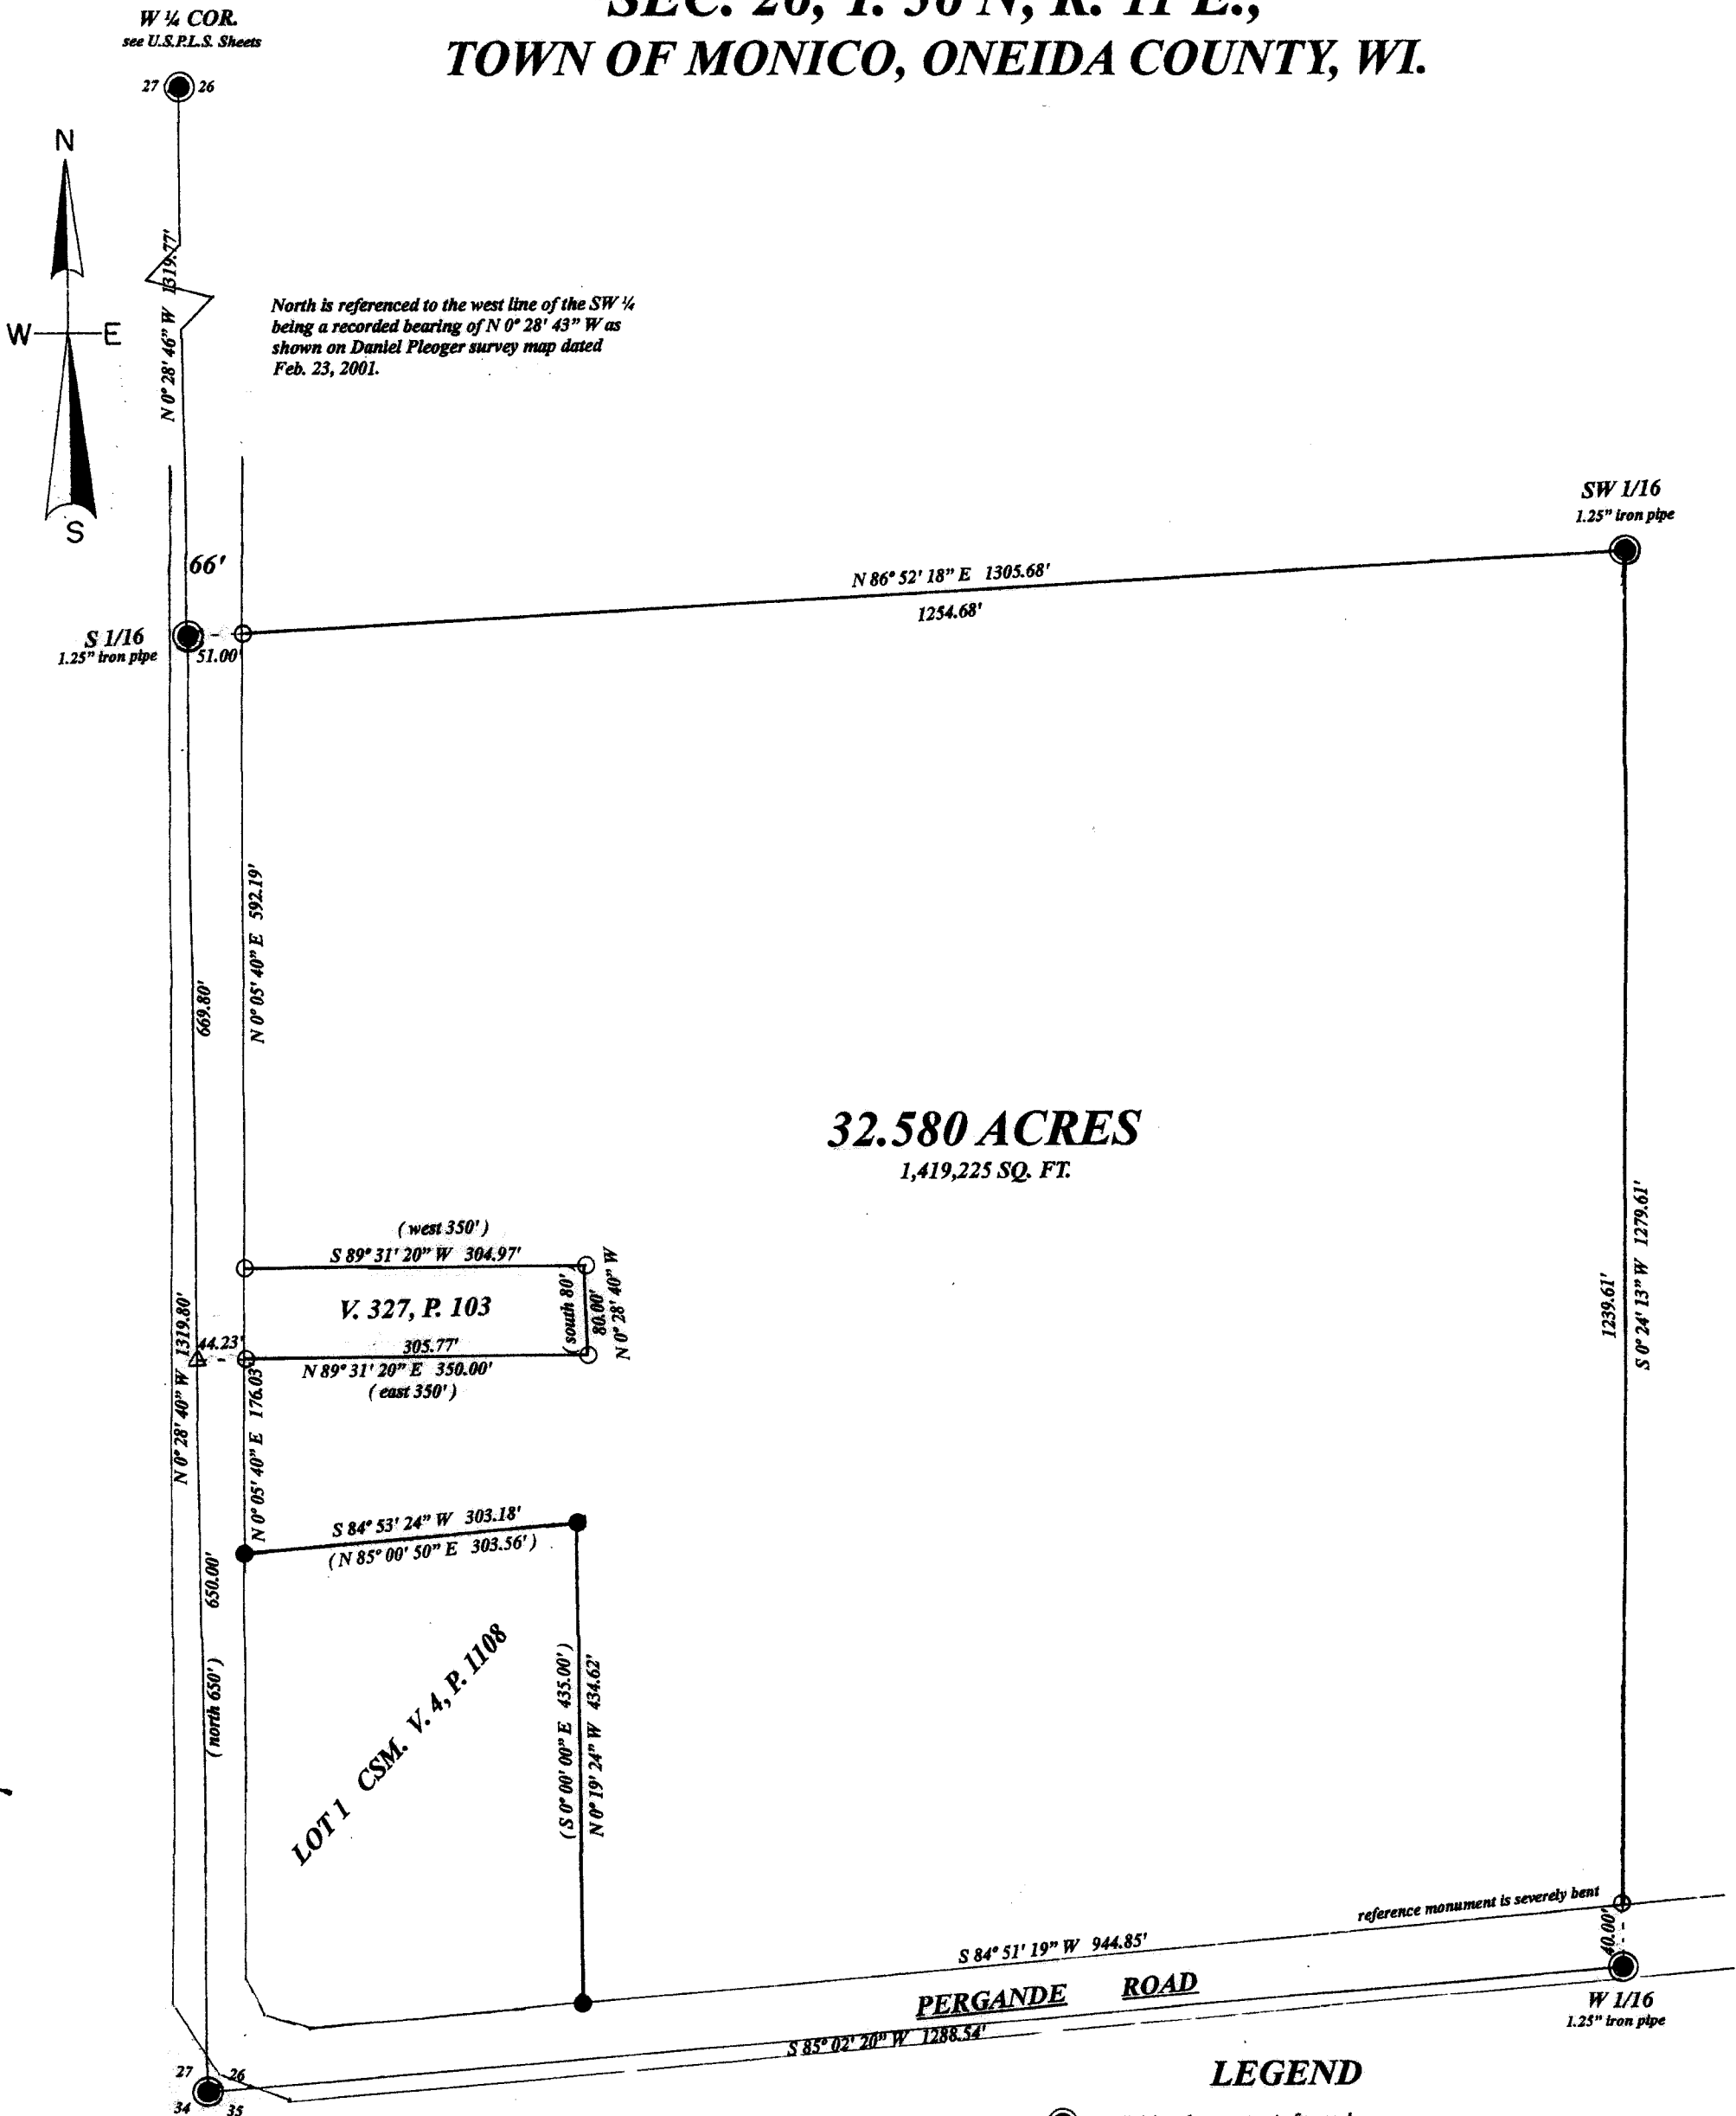 SEC. 26, T. 36 N, R. 11 E.,
TOWN OF MONICO, ONEIDA COUNTY, WI.
W ¼ COR.
see U.S.P.L.S. Sheets
27 26
N
W E
S
N 0° 28' 46" W 1319.77'
North is referenced to the west line of the SW ¼
being a recorded bearing of N 0° 28' 43" W as
shown on Daniel Pleoger survey map dated
Feb. 23, 2001.
66'
SW 1/16
1.25" iron pipe
N 86° 52' 18" E 1305.68'
1254.68'
S 1/16
1.25" iron pipe
51.00'
N 0° 05' 40" E 592.19'
669.80'
32.580 ACRES
1,419,225 SQ. FT.
S 0° 24' 13" W 1279.61'
1239.61'
( west 350' )
S 89° 31' 20" W 304.97'
V. 327, P. 103
( south 80' )
80.00'
N 0° 28' 40" W
305.77'
N 89° 31' 20" E 350.00'
( east 350' )
44.23'
N 0° 28' 40" W 1319.80'
N 0° 05' 40" E 176.03'
S 84° 53' 24" W 303.18'
( N 85° 00' 50" E 303.56' )
650.00'
( north 650' )
LOT 1 CSM. V. 4, P. 1108
( S 0° 00' 00" E 435.00' )
N 0° 19' 24" W 434.62'
reference monument is severely bent
40.00'
S 84° 51' 19" W 944.85'
PERGANDE ROAD
S 85° 02' 20" W 1288.54'
W 1/16
1.25" iron pipe
27 26
34 35
LEGEND